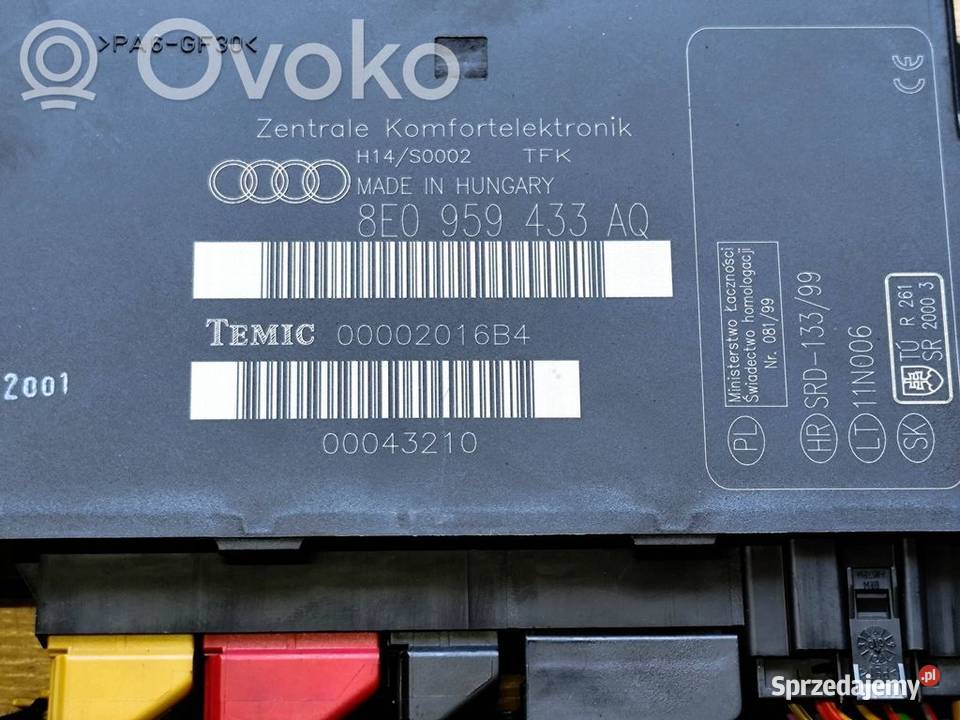 >PA6-GF30<
Ovoko
Zentrale Komfortelektronik
H14/S0002 TFK
MADE IN HUNGARY
8E0 959 433 AQ
TEMIC 00002016B4
2001
00043210
CE
Ministerstwo Łączności
Świadectwo homologacji
Nr. 081/99
PL
SRD-133/99
HR
11N006
LT
TÚ R 261
SR 2000 3
SK
Sprzedajemy.pl